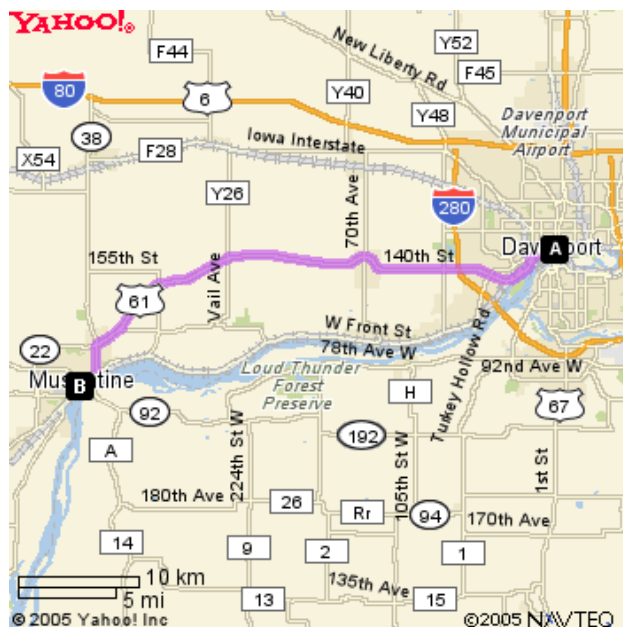 YAHOO!®
F44
New Liberty Rd
Y52
F45
80
6
Y40
Y48
Davenport
Municipal
Airport
38
Iowa Interstate
X54
F28
Y26
70th Ave
280
155th St
140th St
Davenport
A
61
Vail Ave
22
W Front St
78th Ave W
Turkey Hollow Rd
92nd Ave W
B
Loud Thunder
Forest
Preserve
H
67
92
192
A
224th St W
105th St W
1st St
180th Ave
26
Rr
94
170th Ave
14
9
2
1
10 km
5 mi
135th Ave
13
15
© 2005 Yahoo! Inc
©2005 NAVTEQ